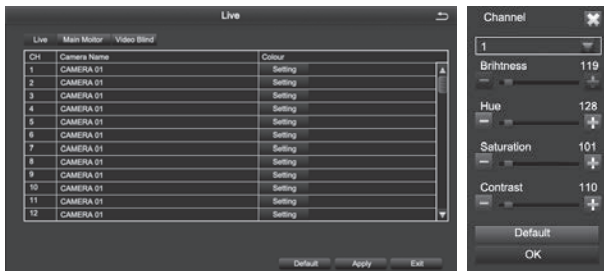 Live
Live Main Moitor Video Blind
CH Camera Name Colour
1 CAMERA 01 Setting
2 CAMERA 01 Setting
3 CAMERA 01 Setting
4 CAMERA 01 Setting
5 CAMERA 01 Setting
6 CAMERA 01 Setting
7 CAMERA 01 Setting
8 CAMERA 01 Setting
9 CAMERA 01 Setting
10 CAMERA 01 Setting
11 CAMERA 01 Setting
12 CAMERA 01 Setting
Default Apply Exit
Channel
1
Brihtness 119
Hue 128
Saturation 101
Contrast 110
Default
OK